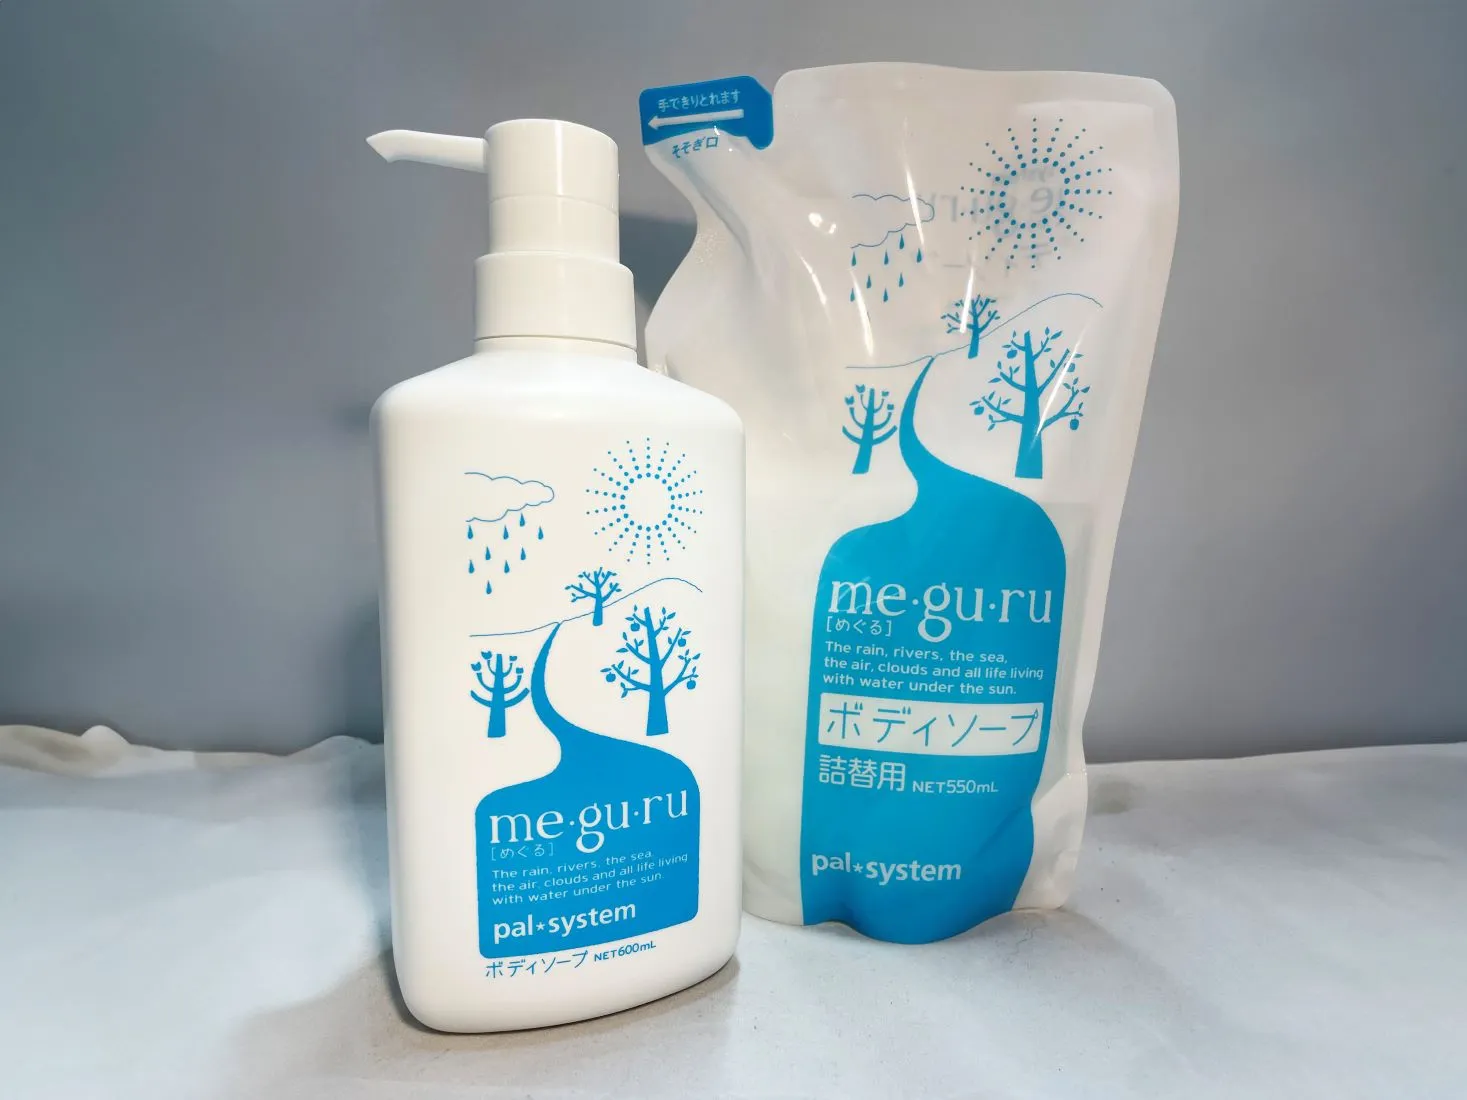 me·gu·ru
[めぐる]
The rain, rivers, the sea,
the air, clouds and all life living
with water under the sun.
pal*system
ボディソープ NET600mL
手できりとれます
そそぎ口
me·gu·ru
[めぐる]
The rain, rivers, the sea,
the air, clouds and all life living
with water under the sun.
ボディソープ
詰替用 NET550mL
pal*system